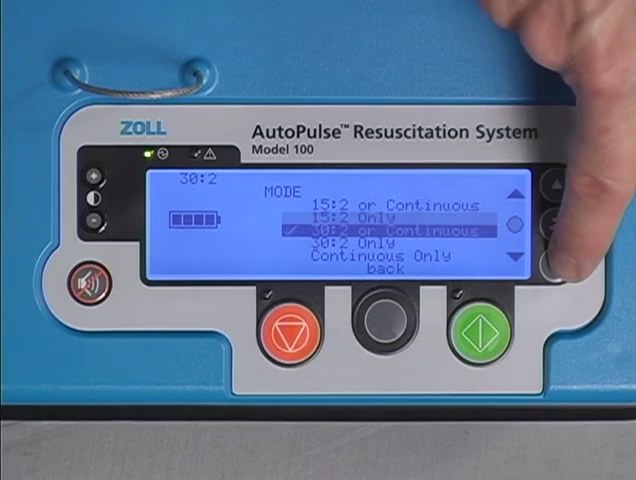 ZOLL
AutoPulse™ Resuscitation System
Model 100
30:2
MODE
15:2 or Continuous
15:2 Only
✓ 30:2 or Continuous
30:2 Only
Continuous Only
back